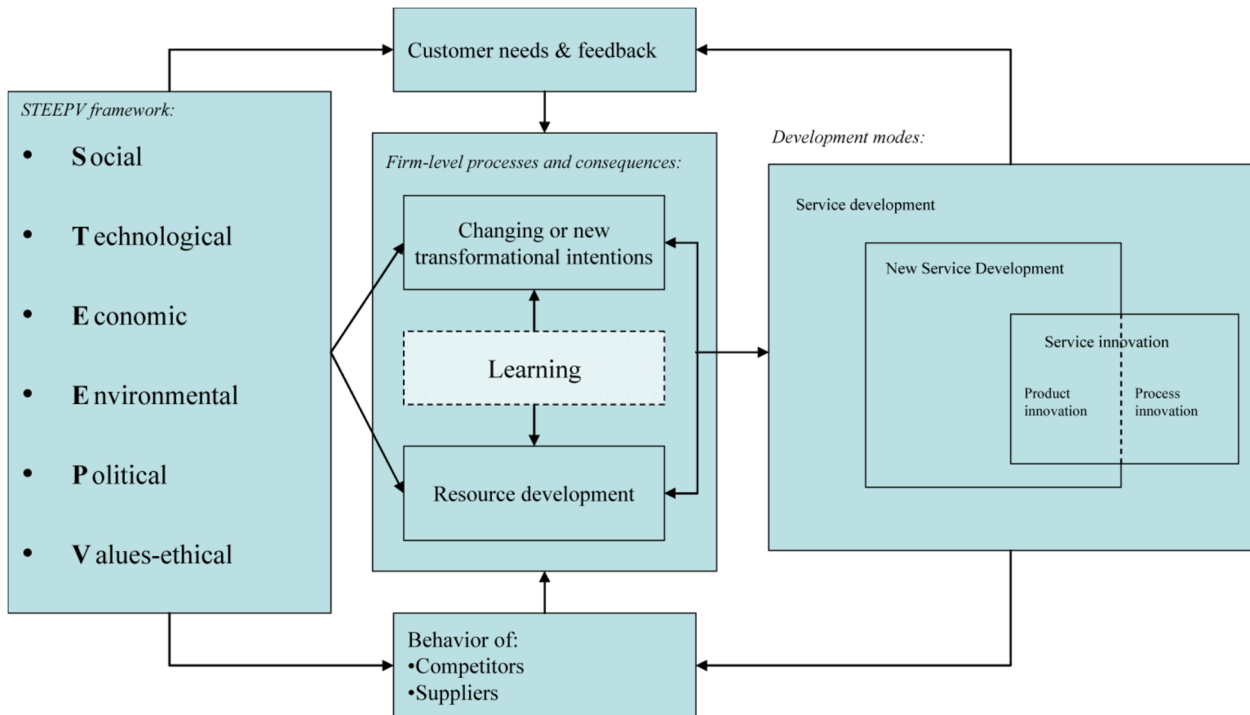 Customer needs & feedback
STEEPV framework:
• Social
• Technological
• Economic
• Environmental
• Political
• Values-ethical
Firm-level processes and consequences:
Changing or new
transformational intentions
Learning
Resource development
Behavior of:
•Competitors
•Suppliers
Development modes:
Service development
New Service Development
Service innovation
Product
innovation
Process
innovation